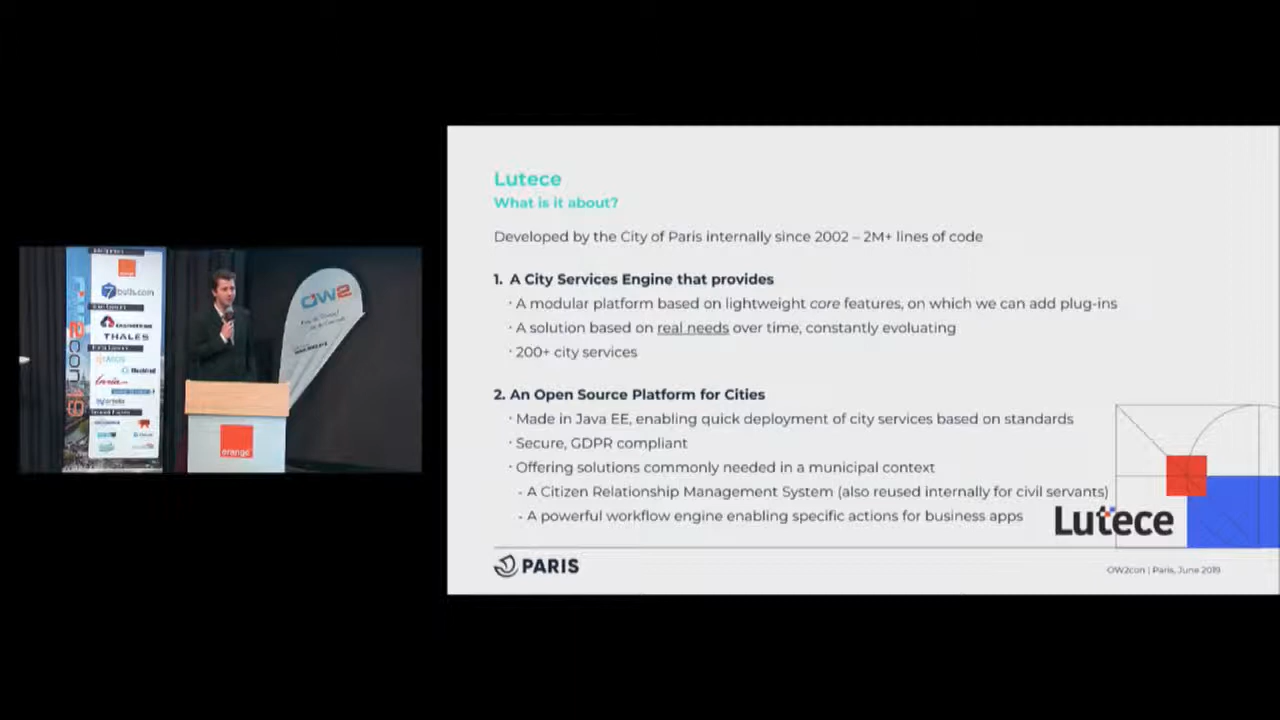 orange
7bulls.com
ENGINEERING
THALES
Inria
OW2
orange
Lutece
What is it about?
Developed by the City of Paris internally since 2002 – 2M+ lines of code
1. A City Services Engine that provides
· A modular platform based on lightweight core features, on which we can add plug-ins
· A solution based on real needs over time, constantly evoluating
· 200+ city services
2. An Open Source Platform for Cities
· Made in Java EE, enabling quick deployment of city services based on standards
· Secure, GDPR compliant
· Offering solutions commonly needed in a municipal context
- A Citizen Relationship Management System (also reused internally for civil servants)
- A powerful workflow engine enabling specific actions for business apps
Lutece
PARIS
OW2con | Paris, June 2019